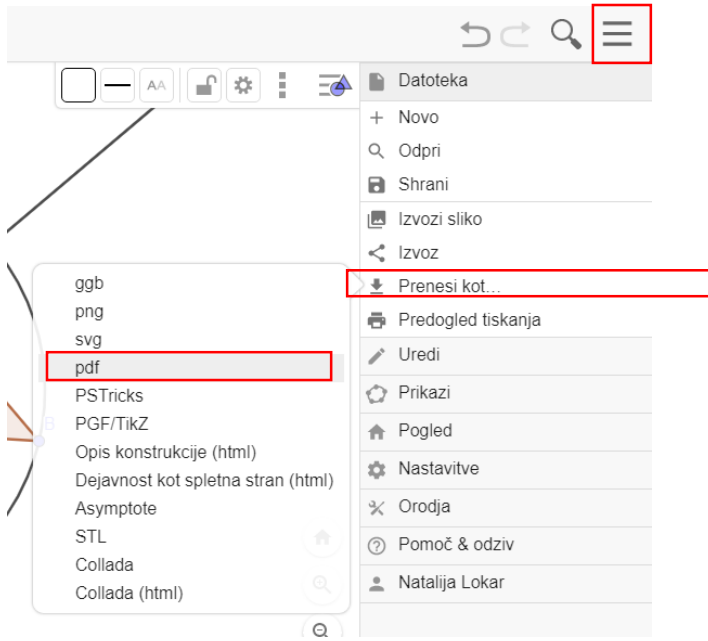 AA
Datoteka
Novo
Odpri
Shrani
Izvozi sliko
Izvoz
Prenesi kot...
Predogled tiskanja
Uredi
Prikazi
Pogled
Nastavitve
Orodja
Pomoč & odziv
Natalija Lokar
ggb
png
svg
pdf
PSTricks
PGF/TikZ
Opis konstrukcije (html)
Dejavnost kot spletna stran (html)
Asymptote
STL
Collada
Collada (html)
B